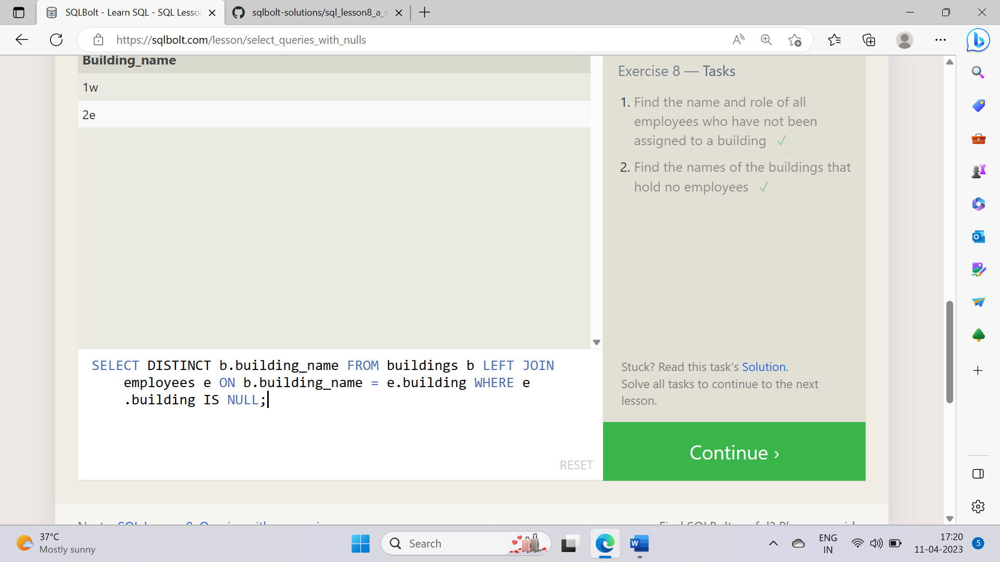 SQLBolt - Learn SQL - SQL Lesso
sqlbolt-solutions/sql_lesson8_a_s
https://sqlbolt.com/lesson/select_queries_with_nulls
Building_name
1w
2e
SELECT DISTINCT b.building_name FROM buildings b LEFT JOIN
employees e ON b.building_name = e.building WHERE e
.building IS NULL;
RESET
Exercise 8 — Tasks
1. Find the name and role of all
employees who have not been
assigned to a building ✓
2. Find the names of the buildings that
hold no employees ✓
Stuck? Read this task's Solution.
Solve all tasks to continue to the next
lesson.
Continue ›
37°C
Mostly sunny
Search
ENG
IN
17:20
11-04-2023
5